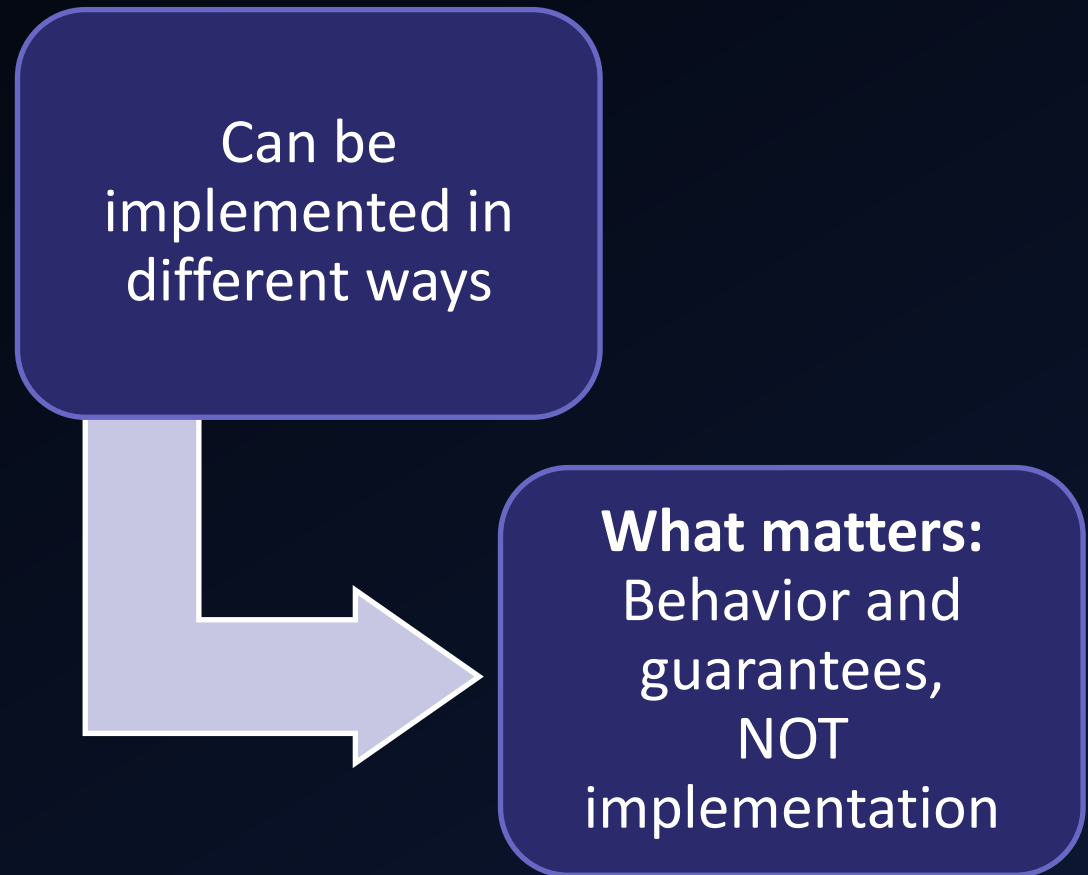 Can be
implemented in
different ways
What matters:
Behavior and
guarantees,
NOT
implementation